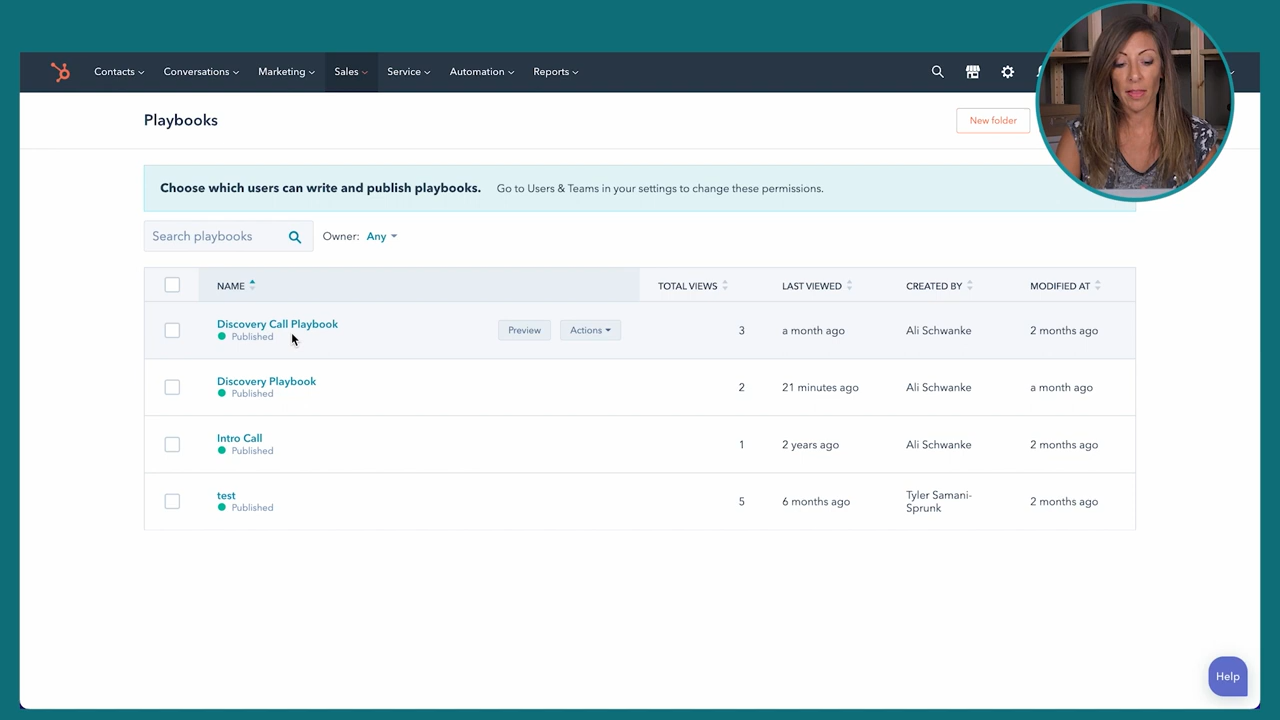 Contacts Conversations Marketing Sales Service Automation Reports
Playbooks
New folder
Choose which users can write and publish playbooks. Go to Users & Teams in your settings to change these permissions.
Search playbooks Owner: Any
NAME TOTAL VIEWS LAST VIEWED CREATED BY MODIFIED AT
Discovery Call Playbook Preview Actions 3 a month ago Ali Schwanke 2 months ago
Published
Discovery Playbook 2 21 minutes ago Ali Schwanke a month ago
Published
Intro Call 1 2 years ago Ali Schwanke 2 months ago
Published
test 5 6 months ago Tyler Samani-Sprunk 2 months ago
Published
Help